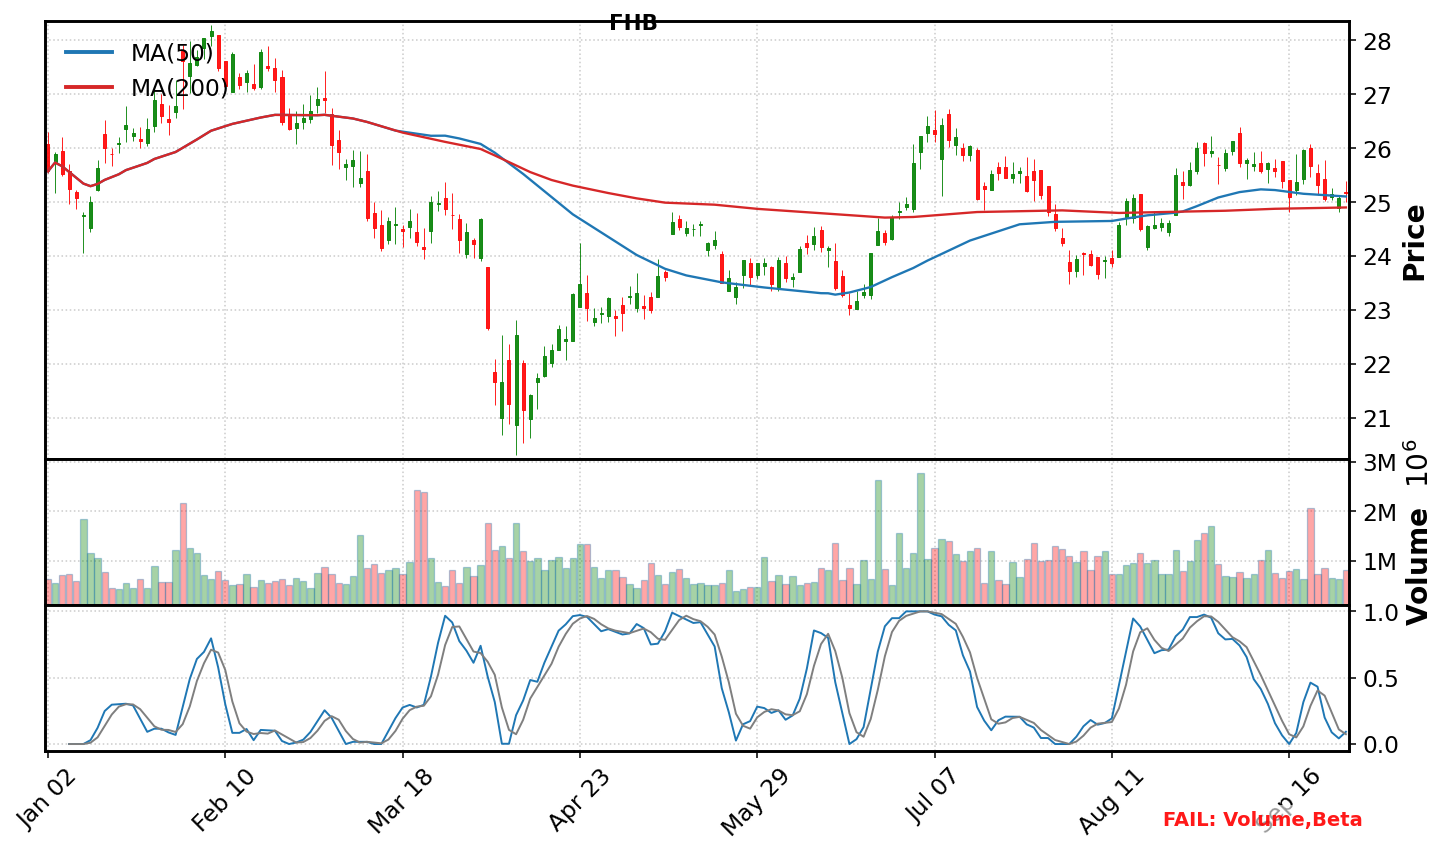 FHB
MA(50)
MA(200)
28
27
26
25
24
23
22
21
Price
3M
2M
1M
Volume 10^6
1.0
0.5
0.0
Jan 02
Feb 10
Mar 18
Apr 23
May 29
Jul 07
Aug 11
Sep 16
FAIL: Volume,Beta